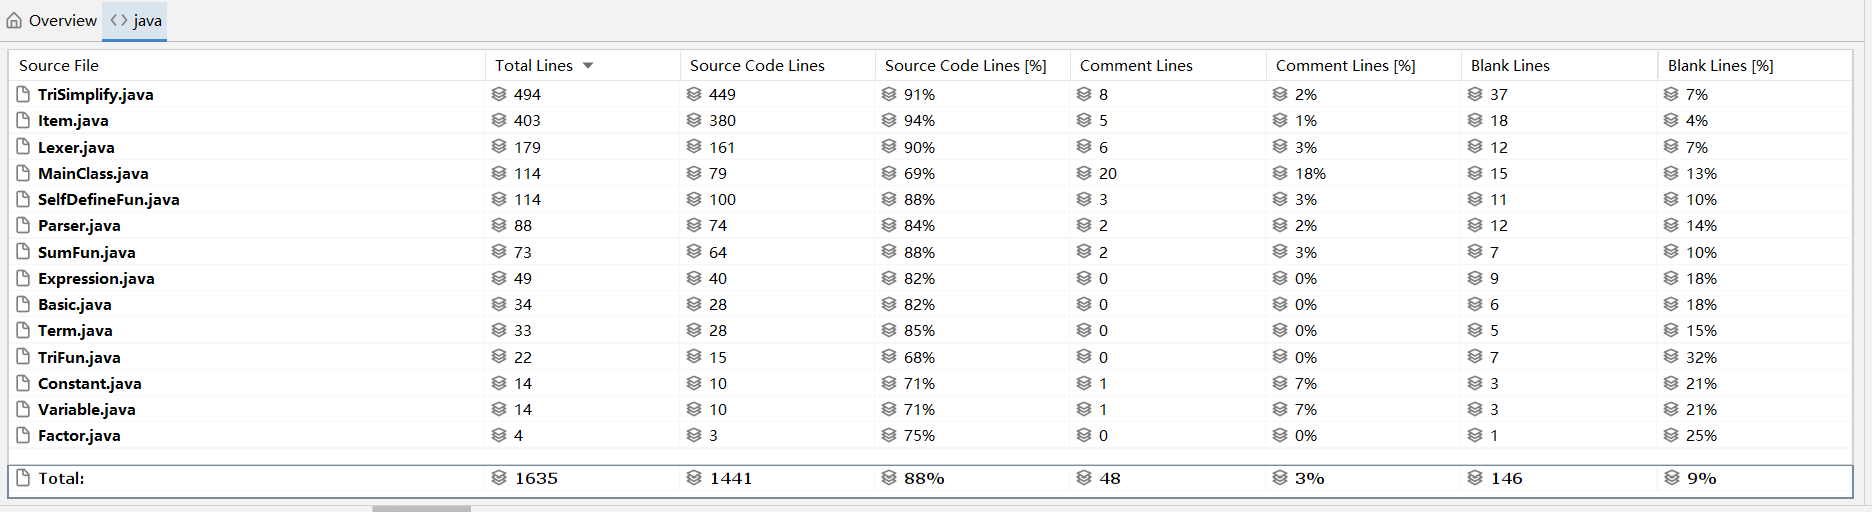 Overview java
Source File Total Lines Source Code Lines Source Code Lines [%] Comment Lines Comment Lines [%] Blank Lines Blank Lines [%]
TriSimplify.java 494 449 91% 8 2% 37 7%
Item.java 403 380 94% 5 1% 18 4%
Lexer.java 179 161 90% 6 3% 12 7%
MainClass.java 114 79 69% 20 18% 15 13%
SelfDefineFun.java 114 100 88% 3 3% 11 10%
Parser.java 88 74 84% 2 2% 12 14%
SumFun.java 73 64 88% 2 3% 7 10%
Expression.java 49 40 82% 0 0% 9 18%
Basic.java 34 28 82% 0 0% 6 18%
Term.java 33 28 85% 0 0% 5 15%
TriFun.java 22 15 68% 0 0% 7 32%
Constant.java 14 10 71% 1 7% 3 21%
Variable.java 14 10 71% 1 7% 3 21%
Factor.java 4 3 75% 0 0% 1 25%
Total: 1635 1441 88% 48 3% 146 9%